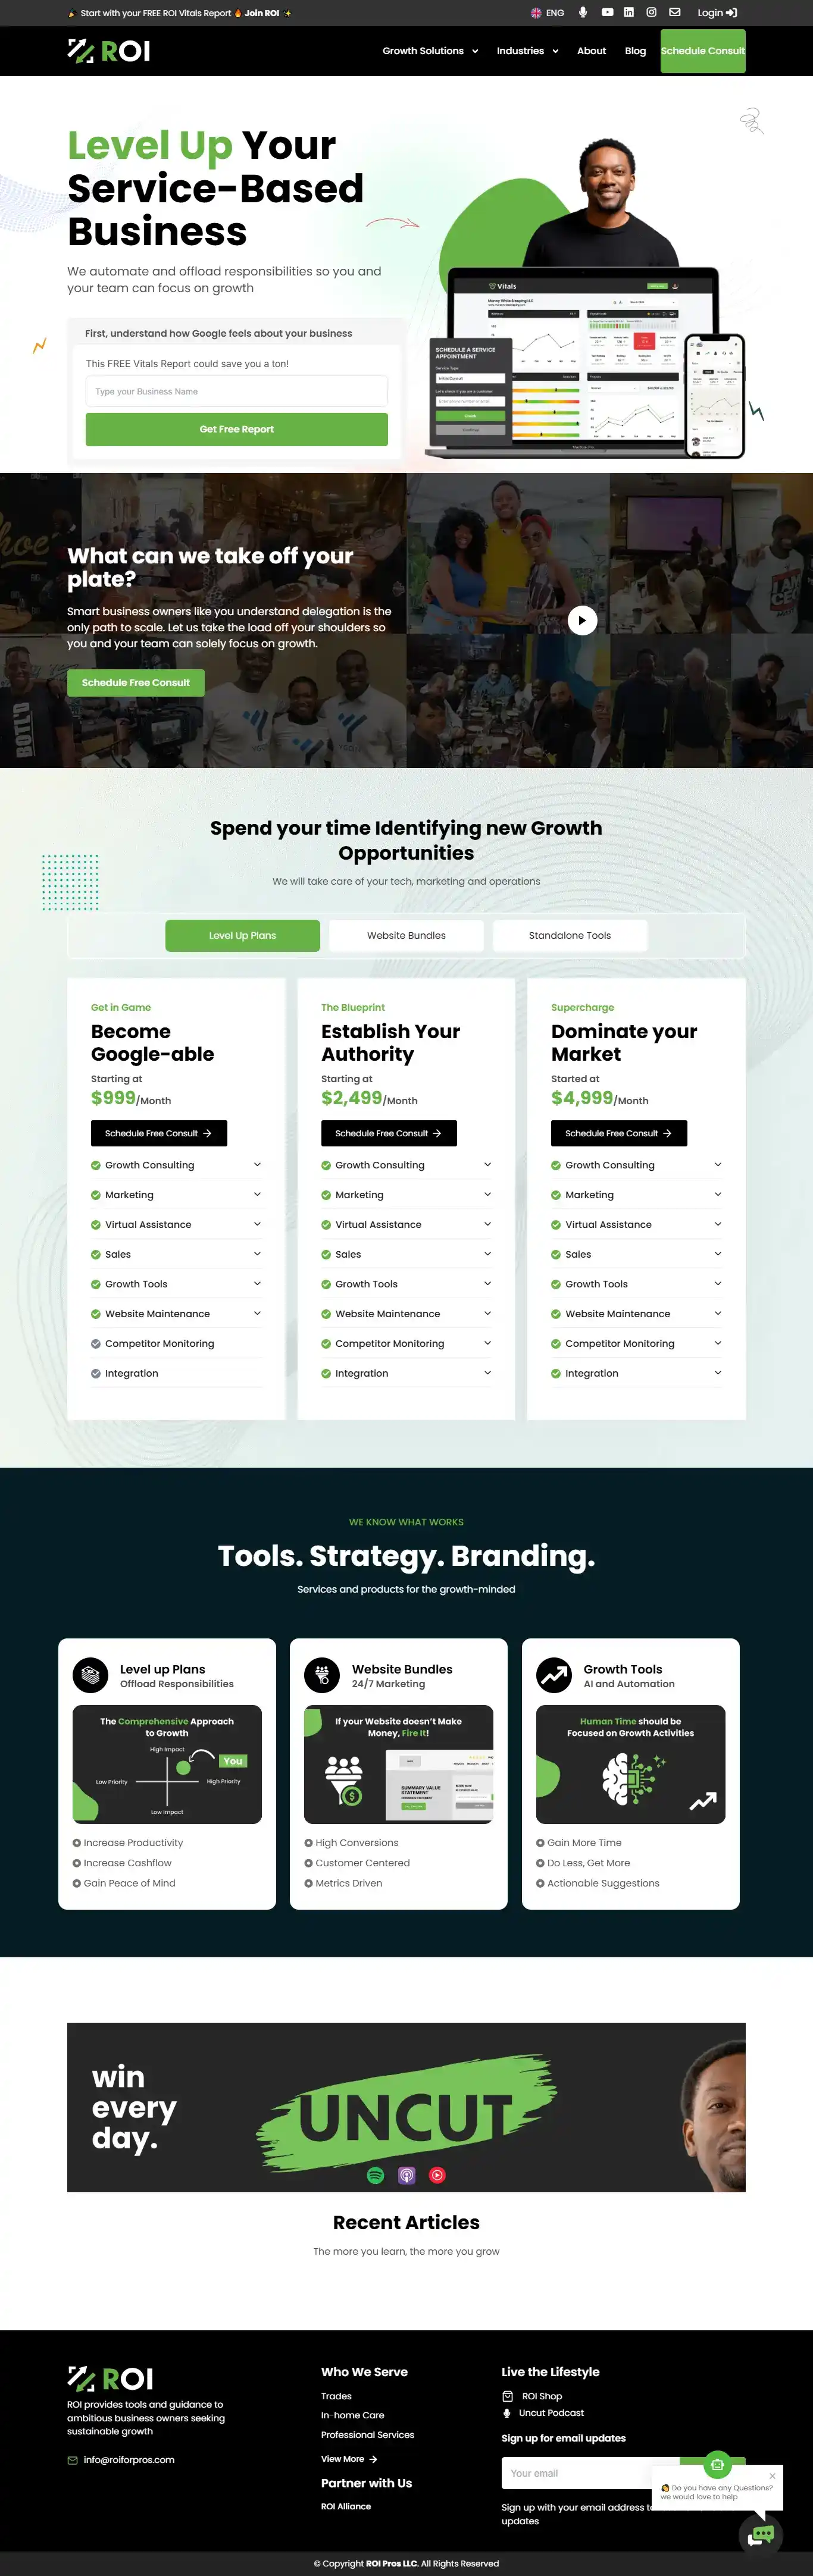 Start with your FREE ROI Vitals Report 🔥 Join ROI
ENG
Login
ROI
Growth Solutions
Industries
About
Blog
Schedule Consult
Level Up Your
Service-Based
Business
We automate and offload responsibilities so you and
your team can focus on growth
First, understand how Google feels about your business
This FREE Vitals Report could save you a ton!
Type your Business Name
Get Free Report
Vitals
SCHEDULE A SERVICE
APPOINTMENT
What can we take off your
plate?
Smart business owners like you understand delegation is the
only path to scale. Let us take the load off your shoulders so
you and your team can solely focus on growth.
Schedule Free Consult
Spend your time Identifying new Growth
Opportunities
We will take care of your tech, marketing and operations
Level Up Plans
Website Bundles
Standalone Tools
Get in Game
Become
Google-able
Starting at
$999/Month
Schedule Free Consult
Growth Consulting
Marketing
Virtual Assistance
Sales
Growth Tools
Website Maintenance
Competitor Monitoring
Integration
The Blueprint
Establish Your
Authority
Starting at
$2,499/Month
Schedule Free Consult
Growth Consulting
Marketing
Virtual Assistance
Sales
Growth Tools
Website Maintenance
Competitor Monitoring
Integration
Supercharge
Dominate your
Market
Started at
$4,999/Month
Schedule Free Consult
Growth Consulting
Marketing
Virtual Assistance
Sales
Growth Tools
Website Maintenance
Competitor Monitoring
Integration
WE KNOW WHAT WORKS
Tools. Strategy. Branding.
Services and products for the growth-minded
Level up Plans
Offload Responsibilities
The Comprehensive Approach
to Growth
High Impact
You
Low Priority
High Priority
Low Impact
Increase Productivity
Increase Cashflow
Gain Peace of Mind
Website Bundles
24/7 Marketing
If your Website doesn't Make
Money, Fire It!
SUMMARY VALUE
STATEMENT
High Conversions
Customer Centered
Metrics Driven
Growth Tools
AI and Automation
Human Time should be
Focused on Growth Activities
Gain More Time
Do Less, Get More
Actionable Suggestions
win
every
day.
UNCUT
Recent Articles
The more you learn, the more you grow
ROI
ROI provides tools and guidance to
ambitious business owners seeking
sustainable growth
info@roiforpros.com
Who We Serve
Trades
In-home Care
Professional Services
View More
Partner with Us
ROI Alliance
Live the Lifestyle
ROI Shop
Uncut Podcast
Sign up for email updates
Your email
Sign up with your email address to
updates
Do you have any Questions?
we would love to help
© Copyright ROI Pros LLC. All Rights Reserved